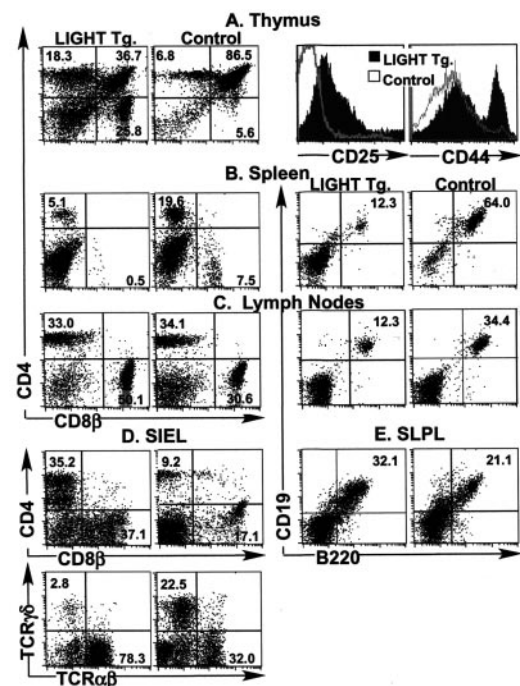 A. Thymus
LIGHT Tg. Control
18.3 36.7 6.8 86.5
25.8 5.6
LIGHT Tg.
Control
CD25 CD44
B. Spleen
LIGHT Tg. Control
5.1 19.6 12.3 64.0
0.5 7.5
C. Lymph Nodes
33.0 34.1 12.3 34.4
30.6
CD4
CD8β
D. SIEL E. SLPL
35.2 9.2 32.1 21.1
37.1 7.1
CD4
CD8β
CD19
B220
2.8 22.5
78.3 32.0
TCRγδ
TCRαβ